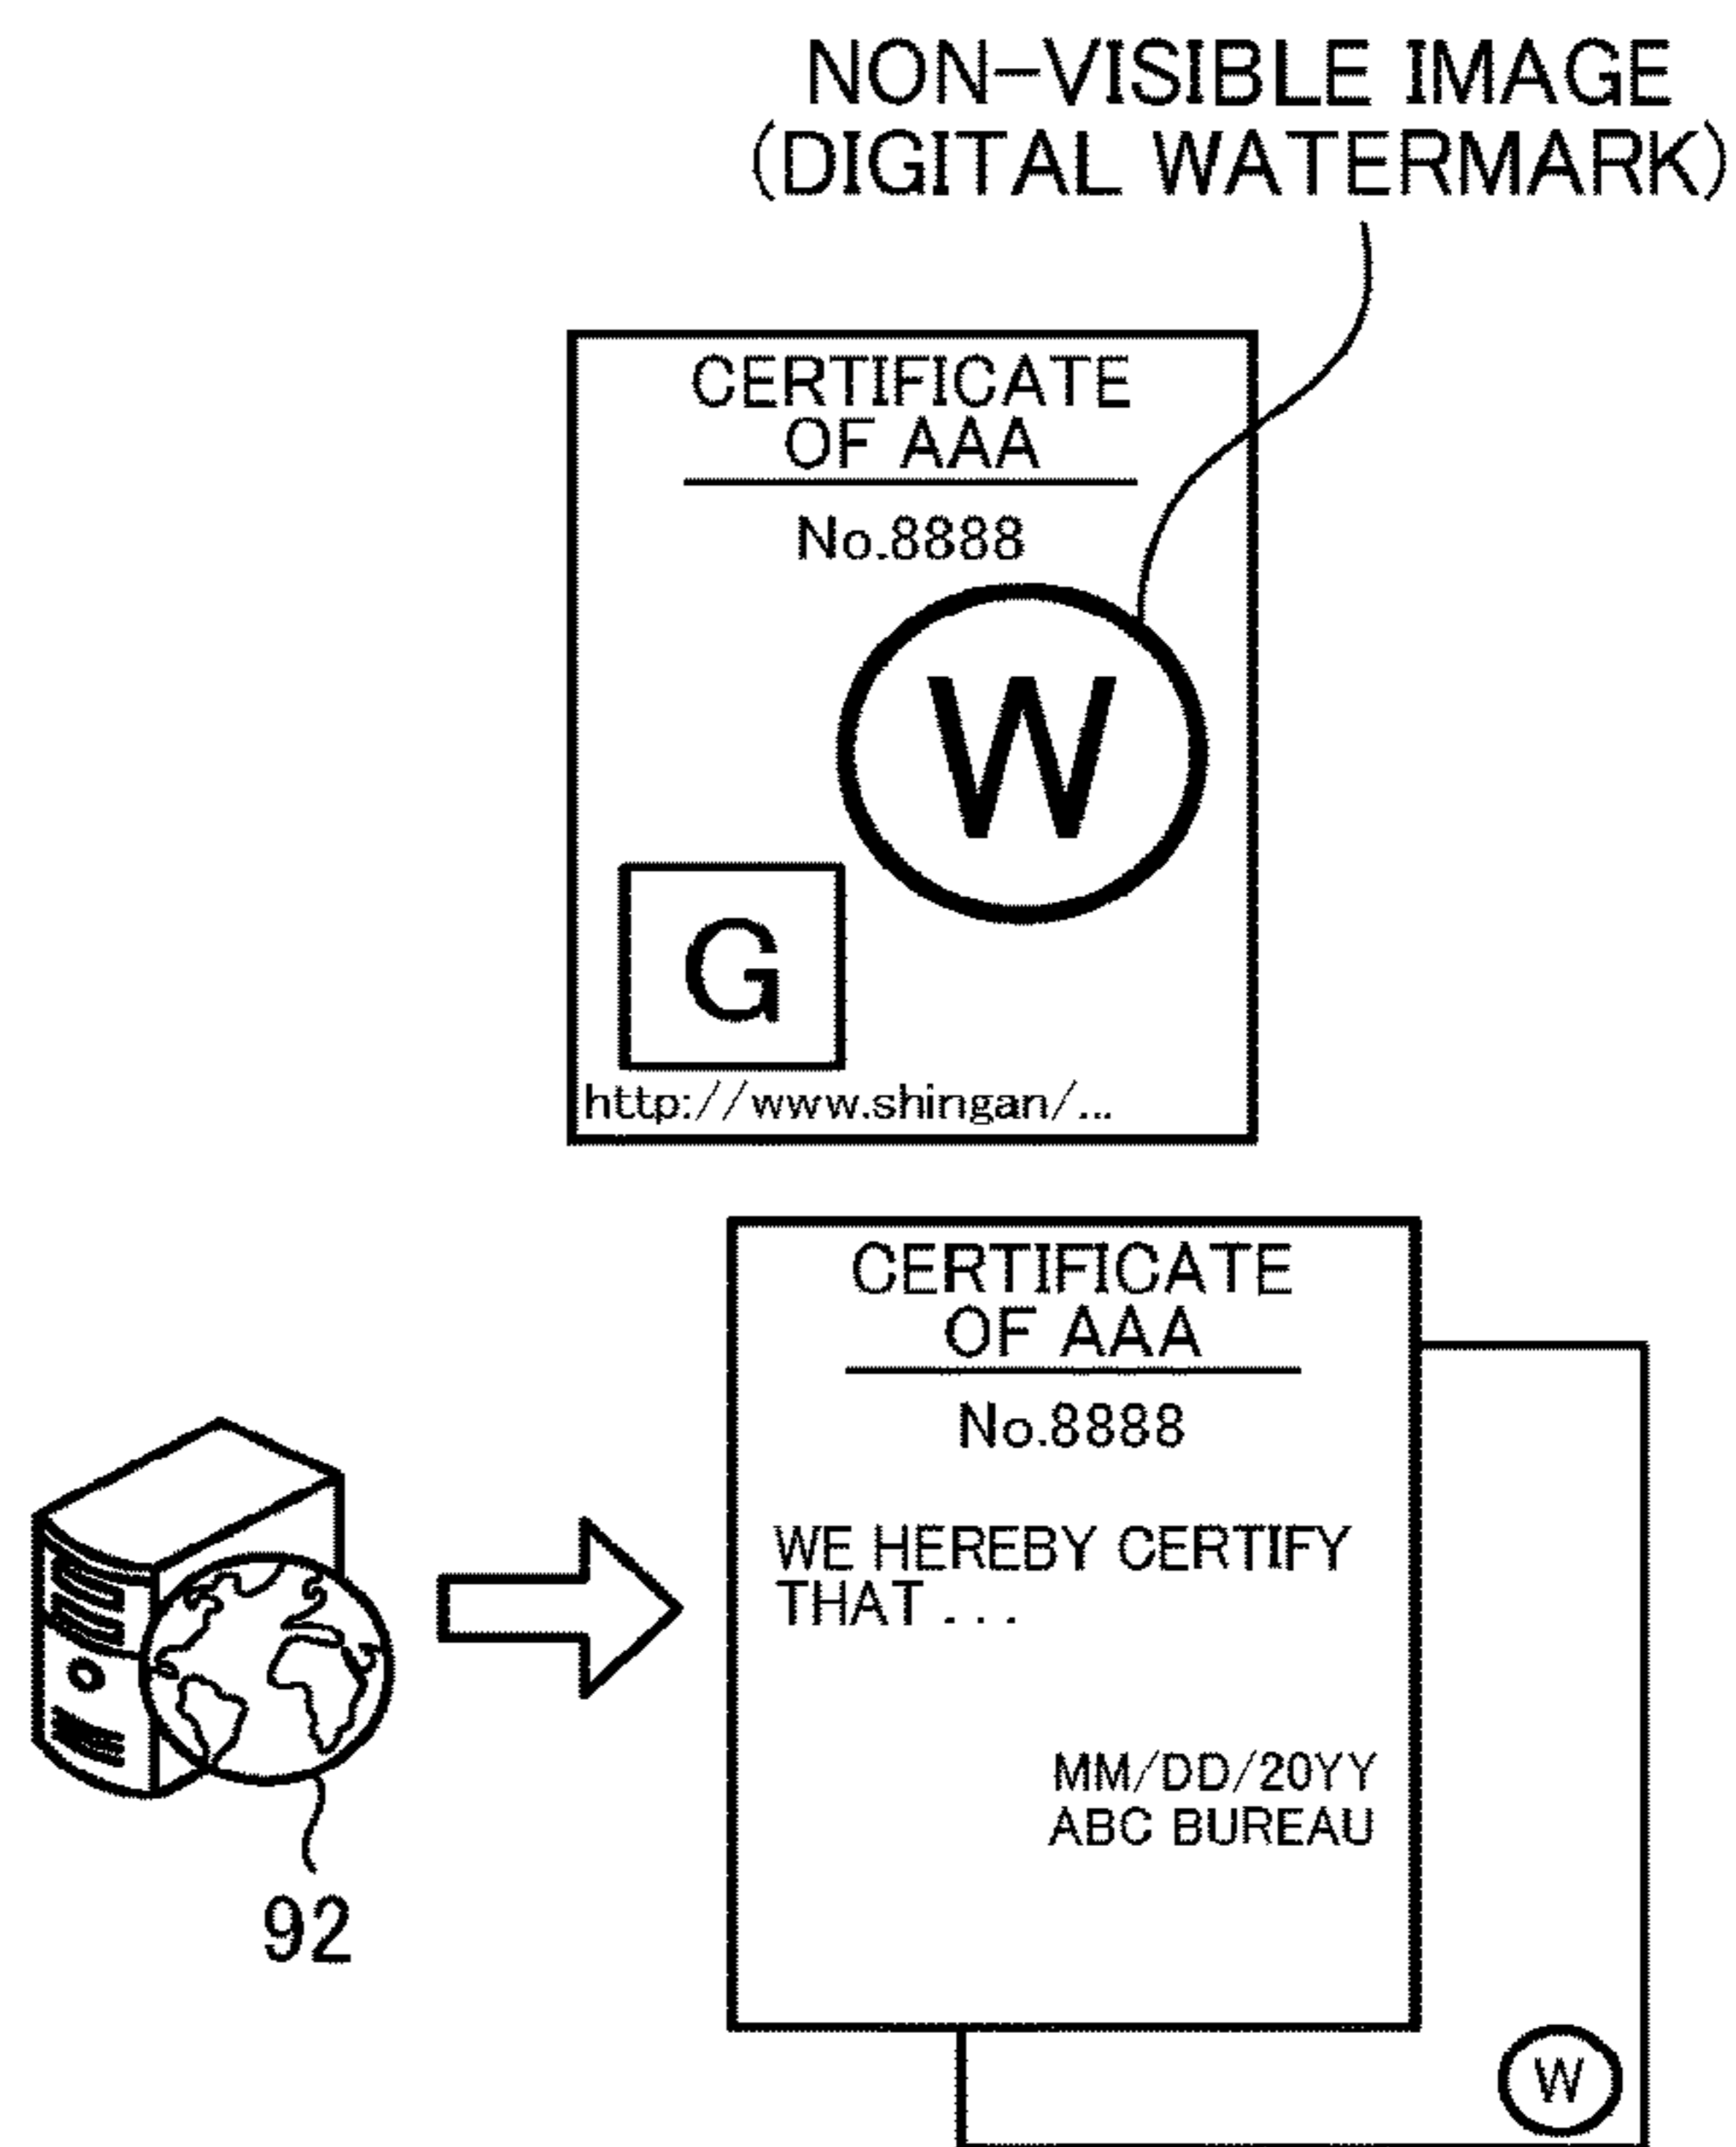 NON-VISIBLE IMAGE
(DIGITAL WATERMARK)
CERTIFICATE
OF AAA
No.8888
W
G
http://www.shingan/...
CERTIFICATE
OF AAA
No.8888
WE HEREBY CERTIFY
THAT . . .
MM/DD/20YY
ABC BUREAU
92
W